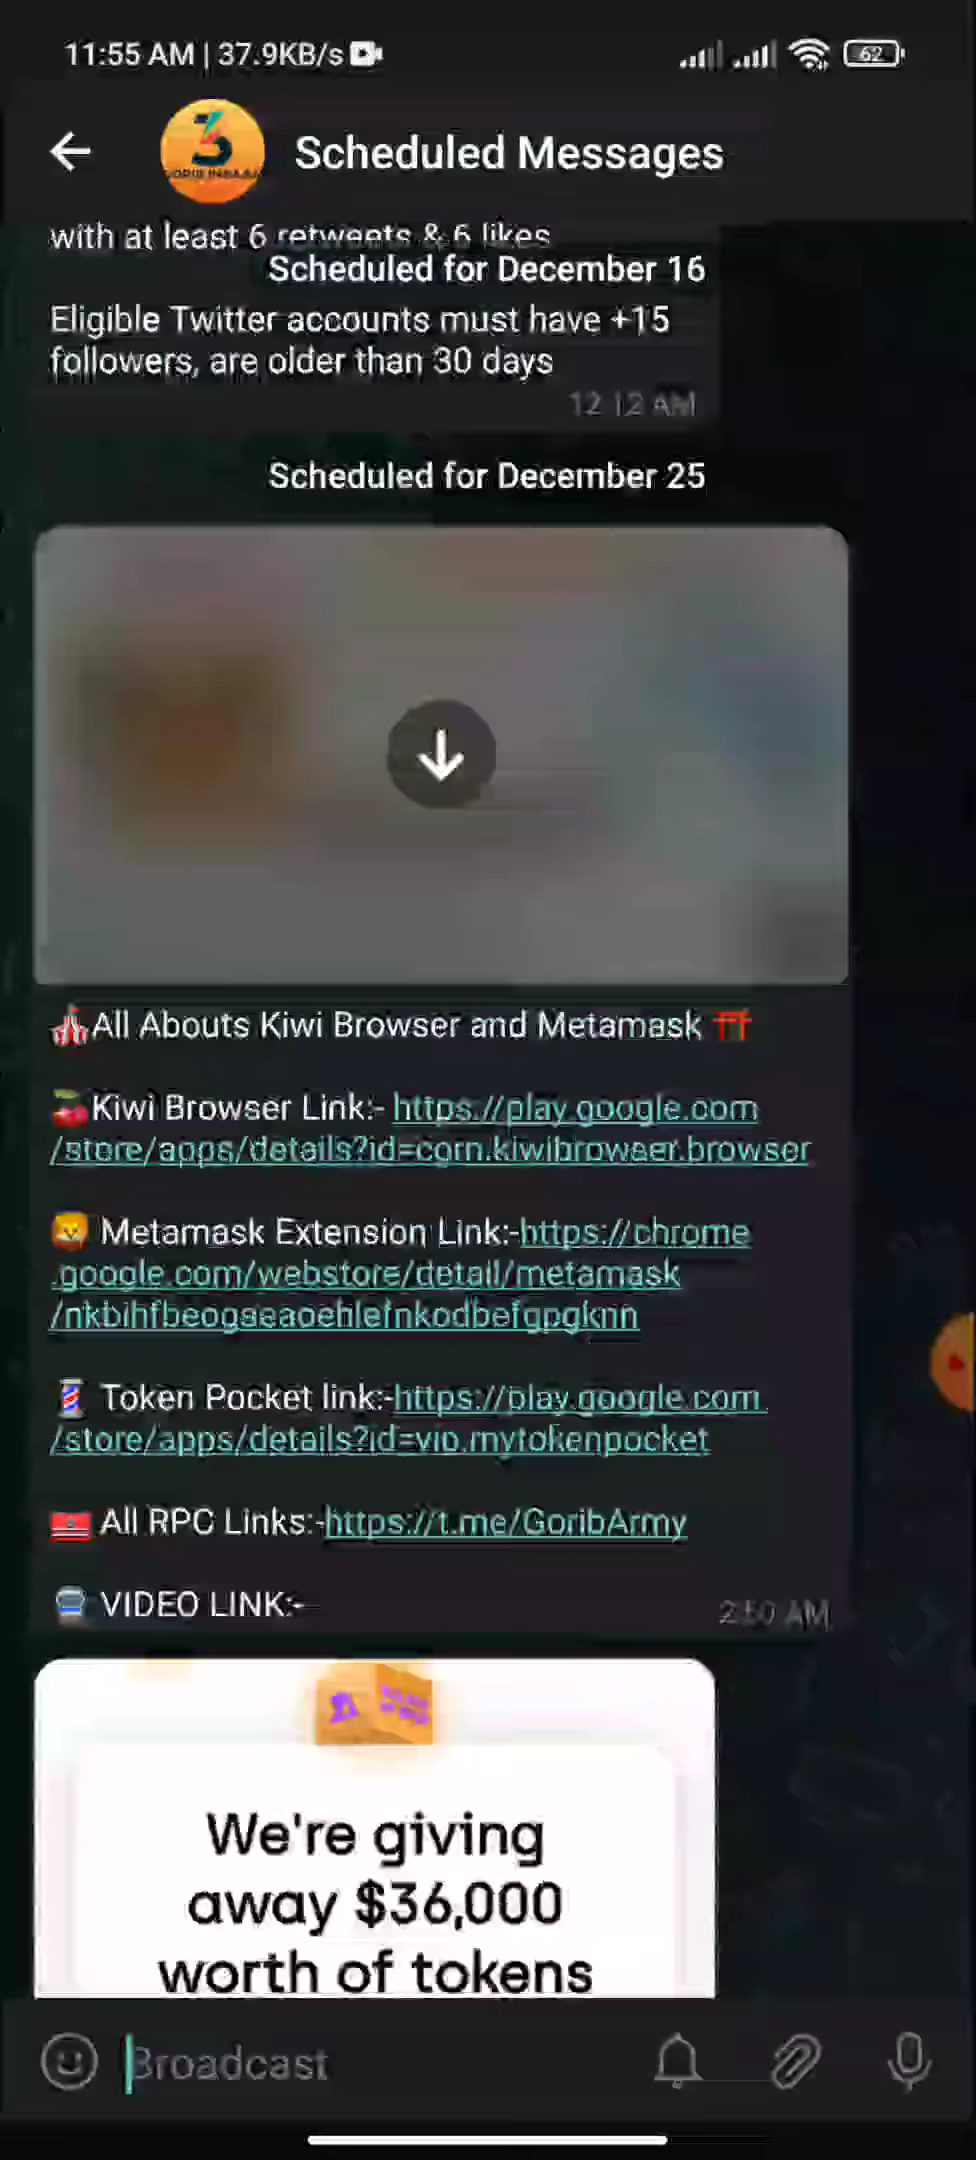 11:55 AM | 37.9KB/s
62
Scheduled Messages
with at least 6 retweets & 6 likes
Scheduled for December 16
Eligible Twitter accounts must have +15
followers, are older than 30 days
12:12 AM
Scheduled for December 25
All Abouts Kiwi Browser and Metamask
Kiwi Browser Link:- https://play.google.com
/store/apps/details?id=com.kiwibrowser.browser
Metamask Extension Link:-https://chrome
.google.com/webstore/detail/metamask
/nkbihfbeogaeaoehlefnkodbefgpgknn
Token Pocket link:-https://play.google.com
/store/apps/details?id=vip.mytokenpocket
All RPC Links:-https://t.me/GoribArmy
VIDEO LINK:-
2:50 AM
We're giving
away $36,000
worth of tokens
Broadcast